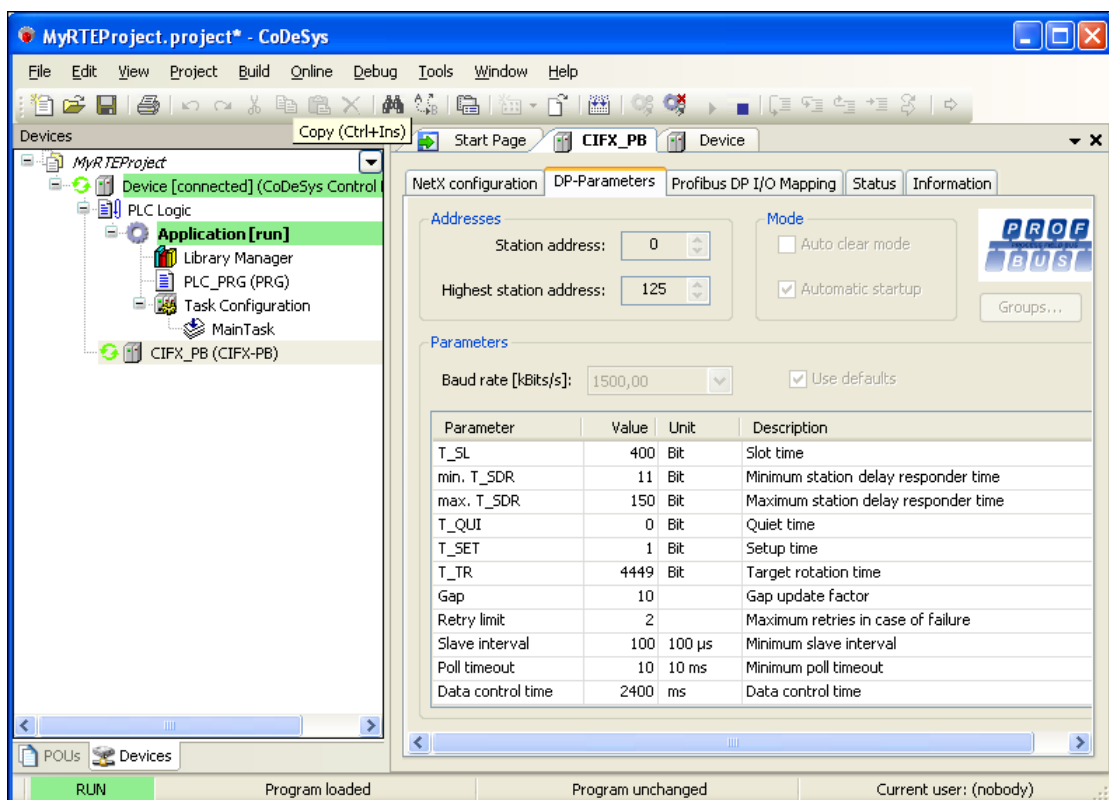 MyRTEProject.project* - CoDeSys
File Edit View Project Build Online Debug Tools Window Help
Copy (Ctrl+Ins)
Devices
MyRTEProject
Device [connected] (CoDeSys Control
PLC Logic
Application [run]
Library Manager
PLC_PRG (PRG)
Task Configuration
MainTask
CIFX_PB (CIFX-PB)
POUs Devices
Start Page CIFX_PB Device
NetX configuration DP-Parameters Profibus DP I/O Mapping Status Information
Addresses
Station address: 0
Highest station address: 125
Mode
Auto clear mode
Automatic startup
PROF
PROCESS FIELD BUS
BUS
Groups...
Parameters
Baud rate [kBits/s]: 1500,00 Use defaults
Parameter Value Unit Description
T_SL 400 Bit Slot time
min. T_SDR 11 Bit Minimum station delay responder time
max. T_SDR 150 Bit Maximum station delay responder time
T_QUI 0 Bit Quiet time
T_SET 1 Bit Setup time
T_TR 4449 Bit Target rotation time
Gap 10 Gap update factor
Retry limit 2 Maximum retries in case of failure
Slave interval 100 100 µs Minimum slave interval
Poll timeout 10 10 ms Minimum poll timeout
Data control time 2400 ms Data control time
RUN Program loaded Program unchanged Current user: (nobody)